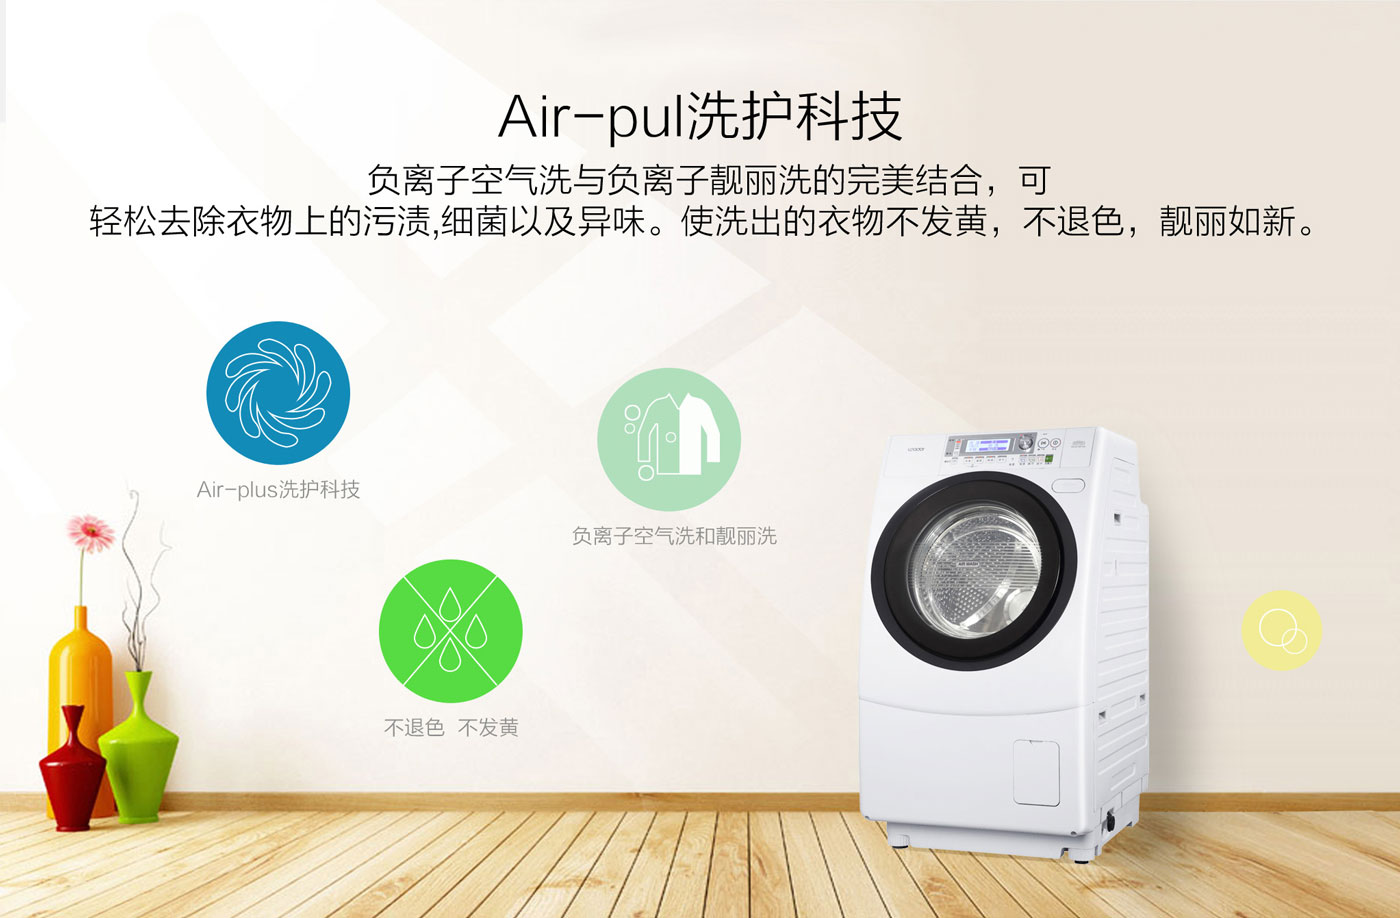 Air-pul洗护科技
负离子空气洗与负离子靓丽洗的完美结合，可
轻松去除衣物上的污渍,细菌以及异味。使洗出的衣物不发黄，不退色，靓丽如新。
Air-plus洗护科技
负离子空气洗和靓丽洗
不退色 不发黄
AIR WASH